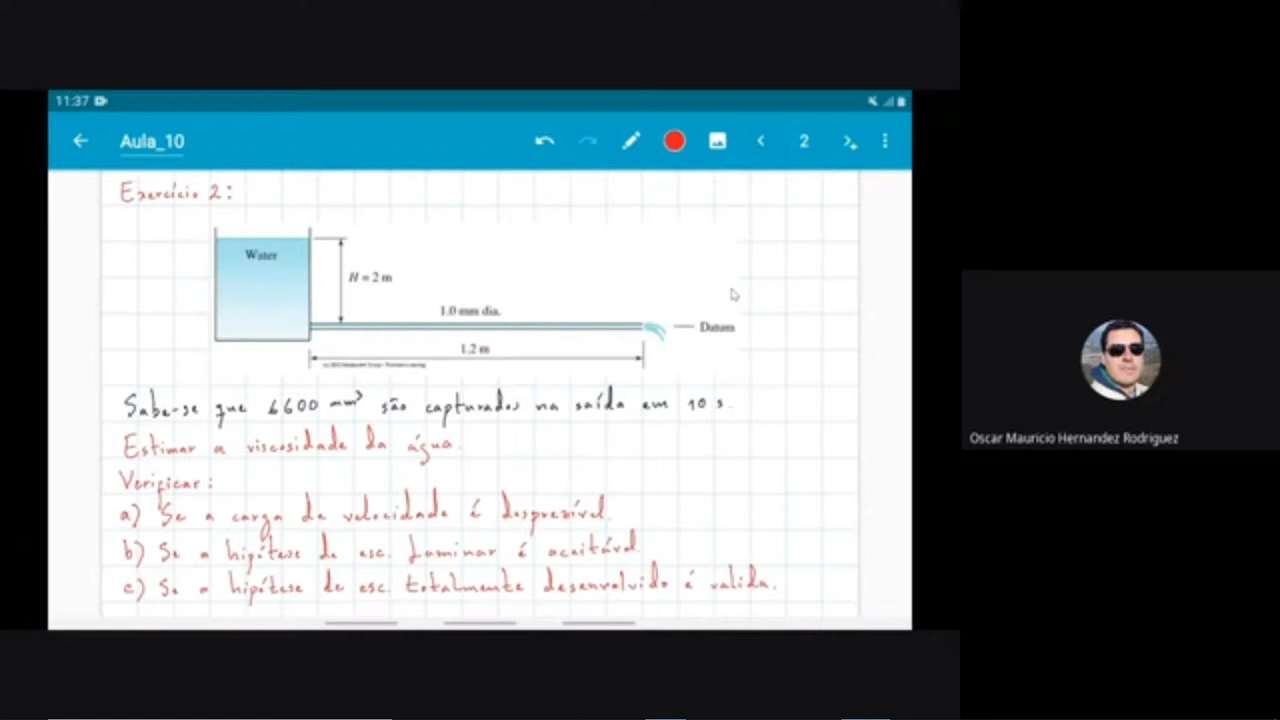 11:37
Aula_10
2
Exercício 2:
Water
H = 2 m
1.0 mm dia.
Datum
1.2 m
Sabe-se que 6600 mm³ são capturados na saída em 10 s.
Estimar a viscosidade da água.
Verificar:
a) Se a carga de velocidade é desprezível.
b) Se a hipótese de esc. Laminar é aceitável.
c) Se a hipótese de esc. totalmente desenvolvido é valida.
Oscar Mauricio Hernandez Rodriguez